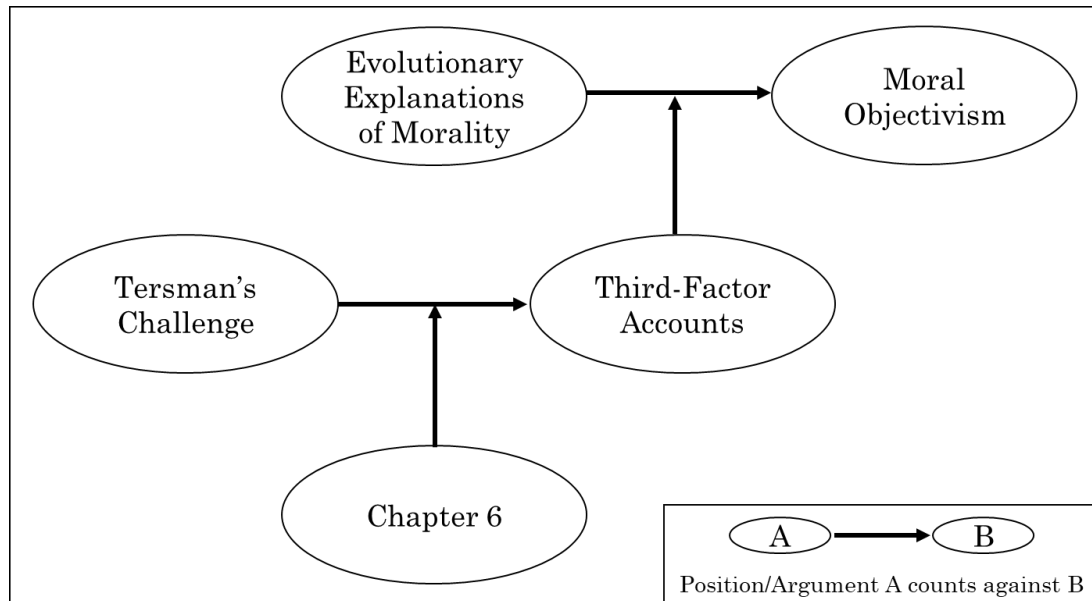 Evolutionary
Explanations
of Morality
Moral
Objectivism
Tersman's
Challenge
Third-Factor
Accounts
Chapter 6
A
B
Position/Argument A counts against B